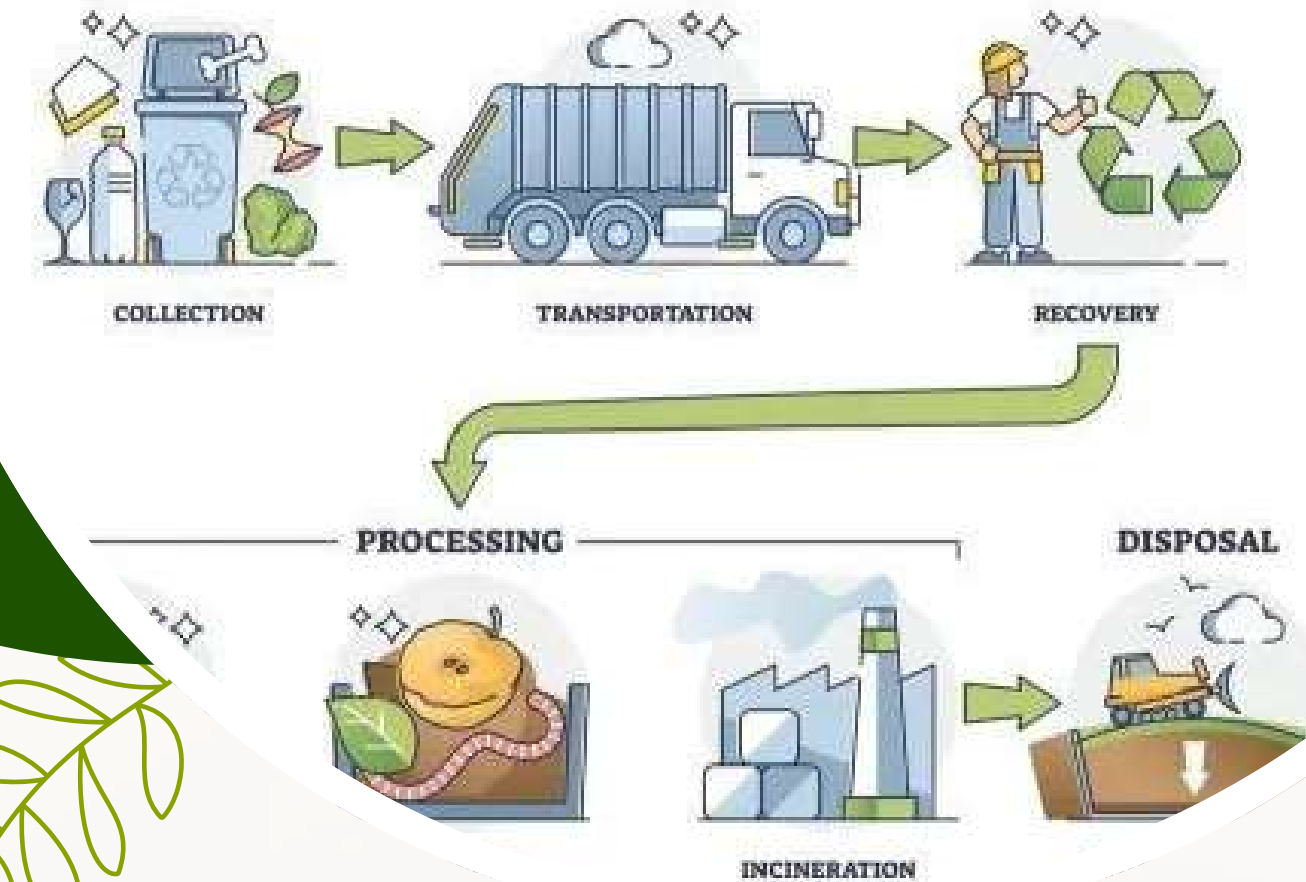 COLLECTION
TRANSPORTATION
RECOVERY
PROCESSING
DISPOSAL
INCINERATION